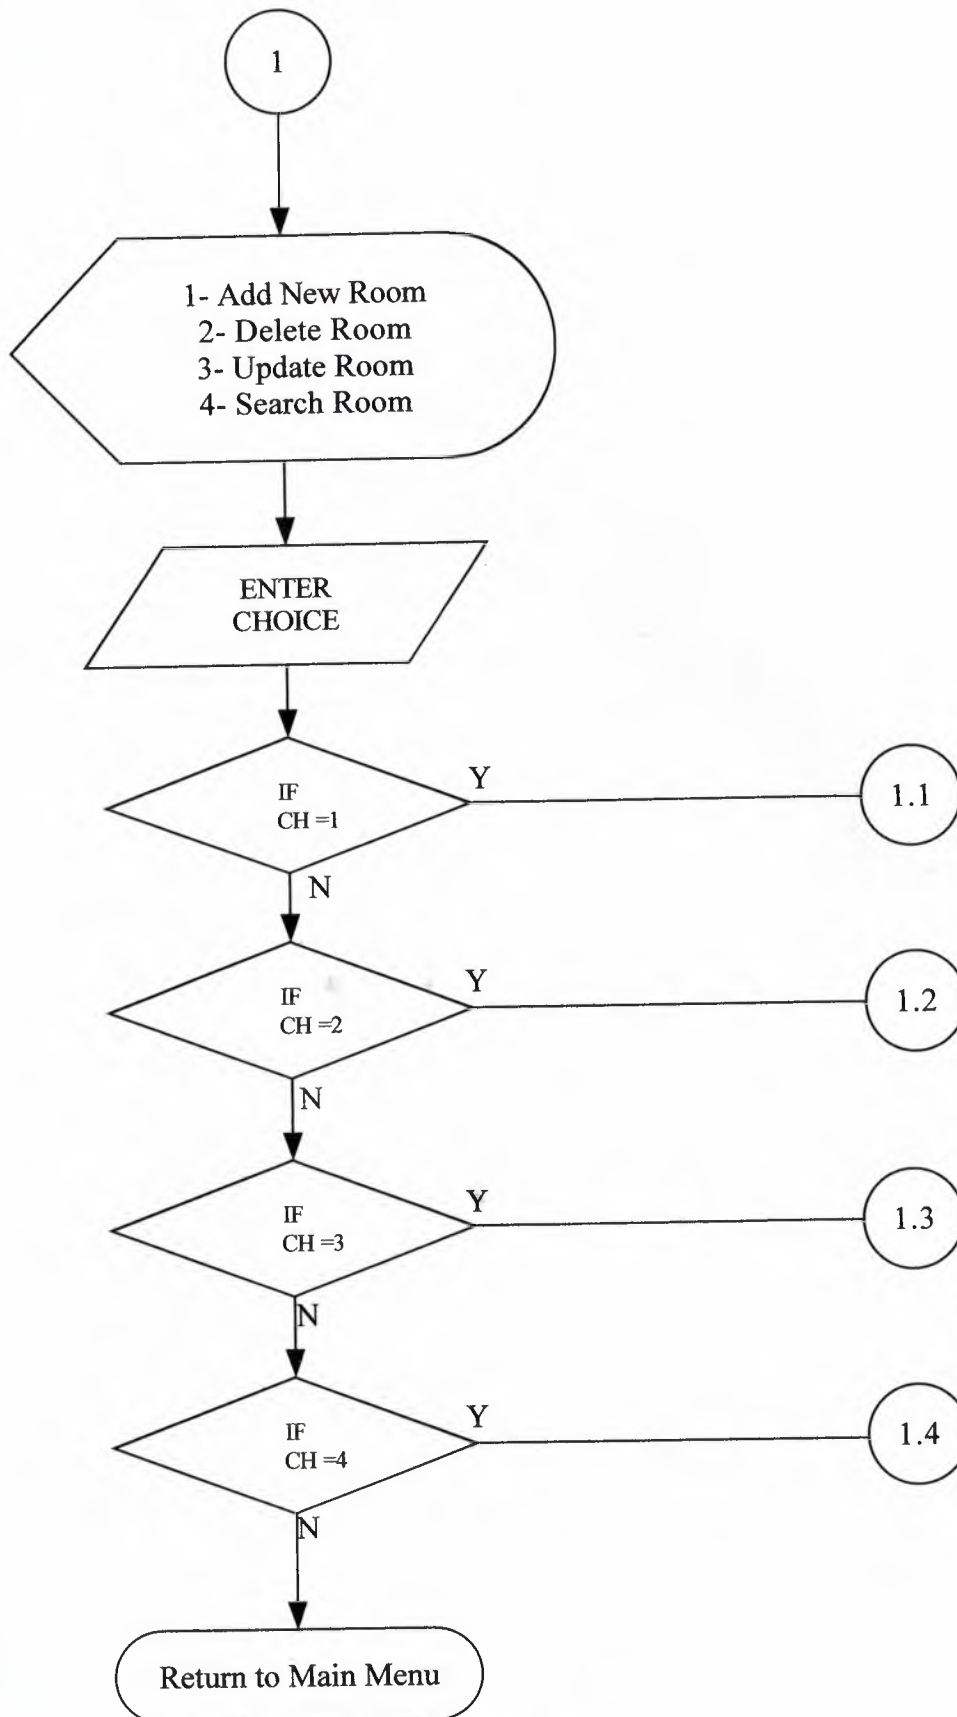 1
1- Add New Room
2- Delete Room
3- Update Room
4- Search Room
ENTER
CHOICE
IF
CH =1
Y
1.1
N
IF
CH =2
Y
1.2
N
IF
CH =3
Y
1.3
N
IF
CH =4
Y
1.4
N
Return to Main Menu